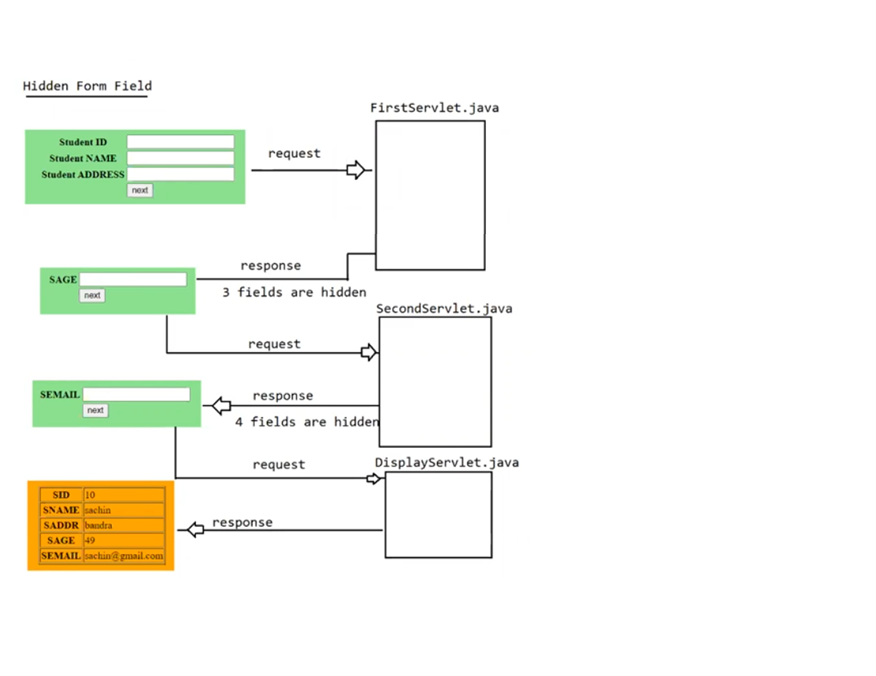 Hidden Form Field
FirstServlet.java
Student ID
Student NAME
Student ADDRESS
next
request
response
3 fields are hidden
SAGE
next
SecondServlet.java
request
SEMAIL
next
response
4 fields are hidden
request
DisplayServlet.java
SID 10
SNAME sachin
SADDR bandra
SAGE 49
SEMAIL sachin@gmail.com
response